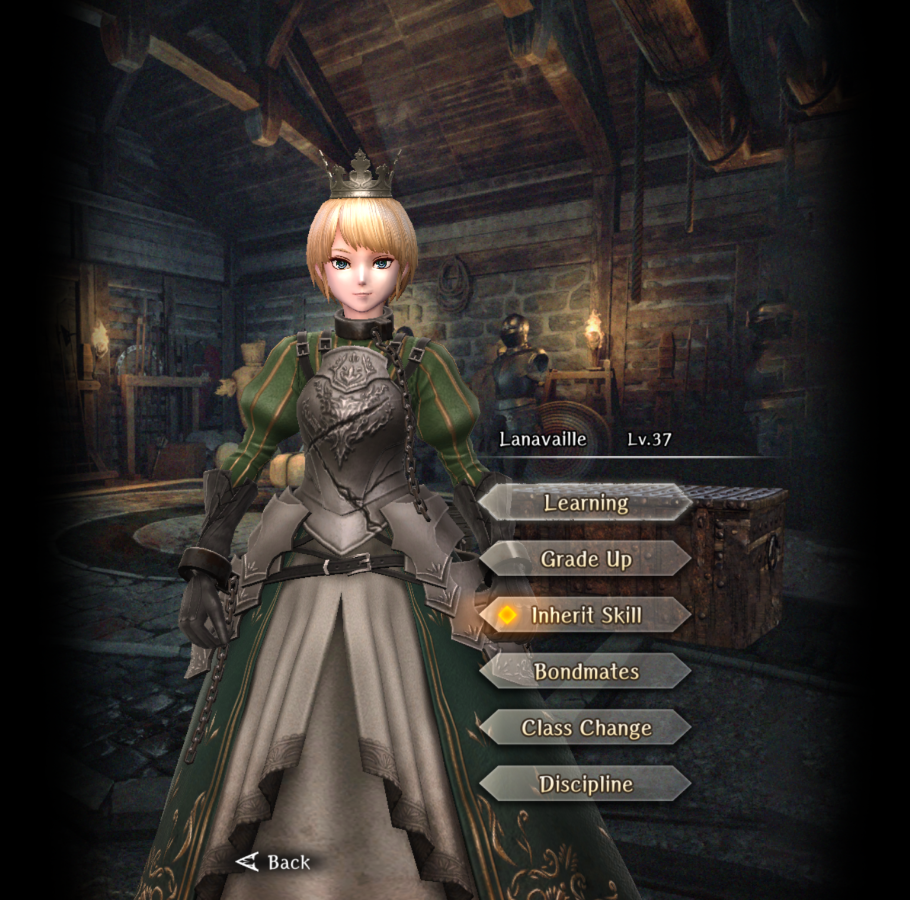 Lanavaille Lv.37
Learning
Grade Up
Inherit Skill
Bondmates
Class Change
Discipline
Back